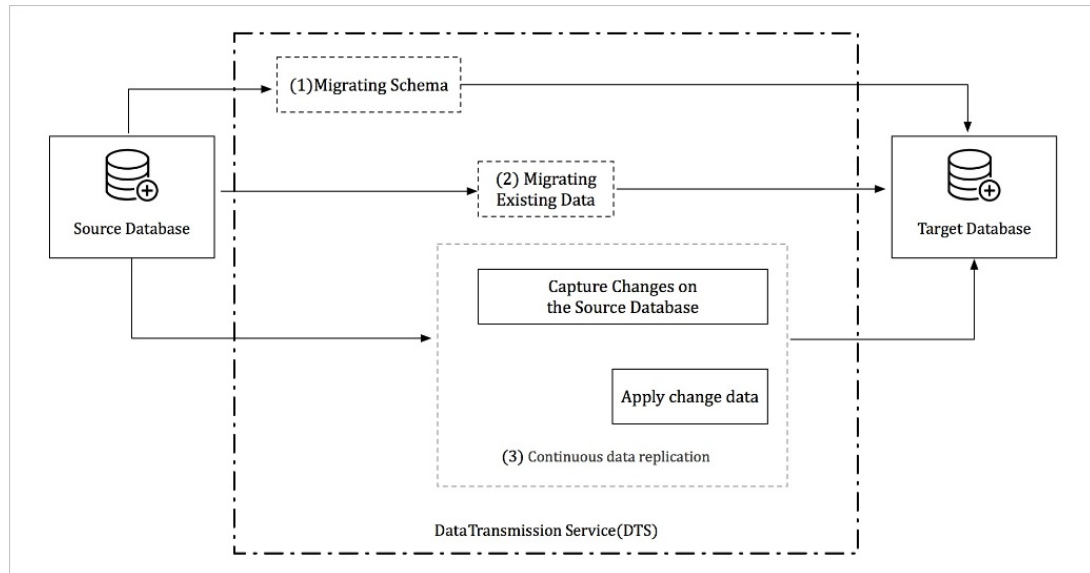 (1)Migrating Schema
(2) Migrating
Existing Data
Source Database
Target Database
Capture Changes on
the Source Database
Apply change data
(3) Continuous data replication
DataTransmission Service(DTS)